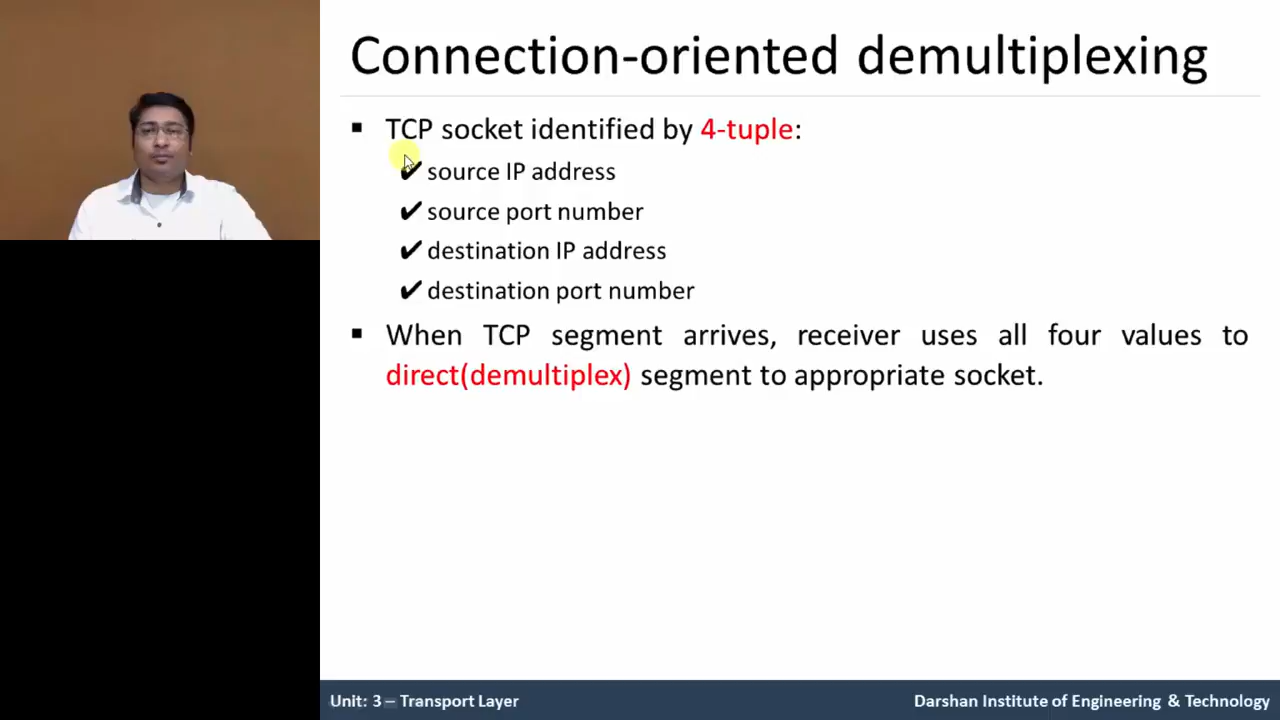 Connection-oriented demultiplexing
▪ TCP socket identified by 4-tuple:
✔ source IP address
✔ source port number
✔ destination IP address
✔ destination port number
▪ When TCP segment arrives, receiver uses all four values to
direct(demultiplex) segment to appropriate socket.
Unit: 3 – Transport Layer
Darshan Institute of Engineering & Technology